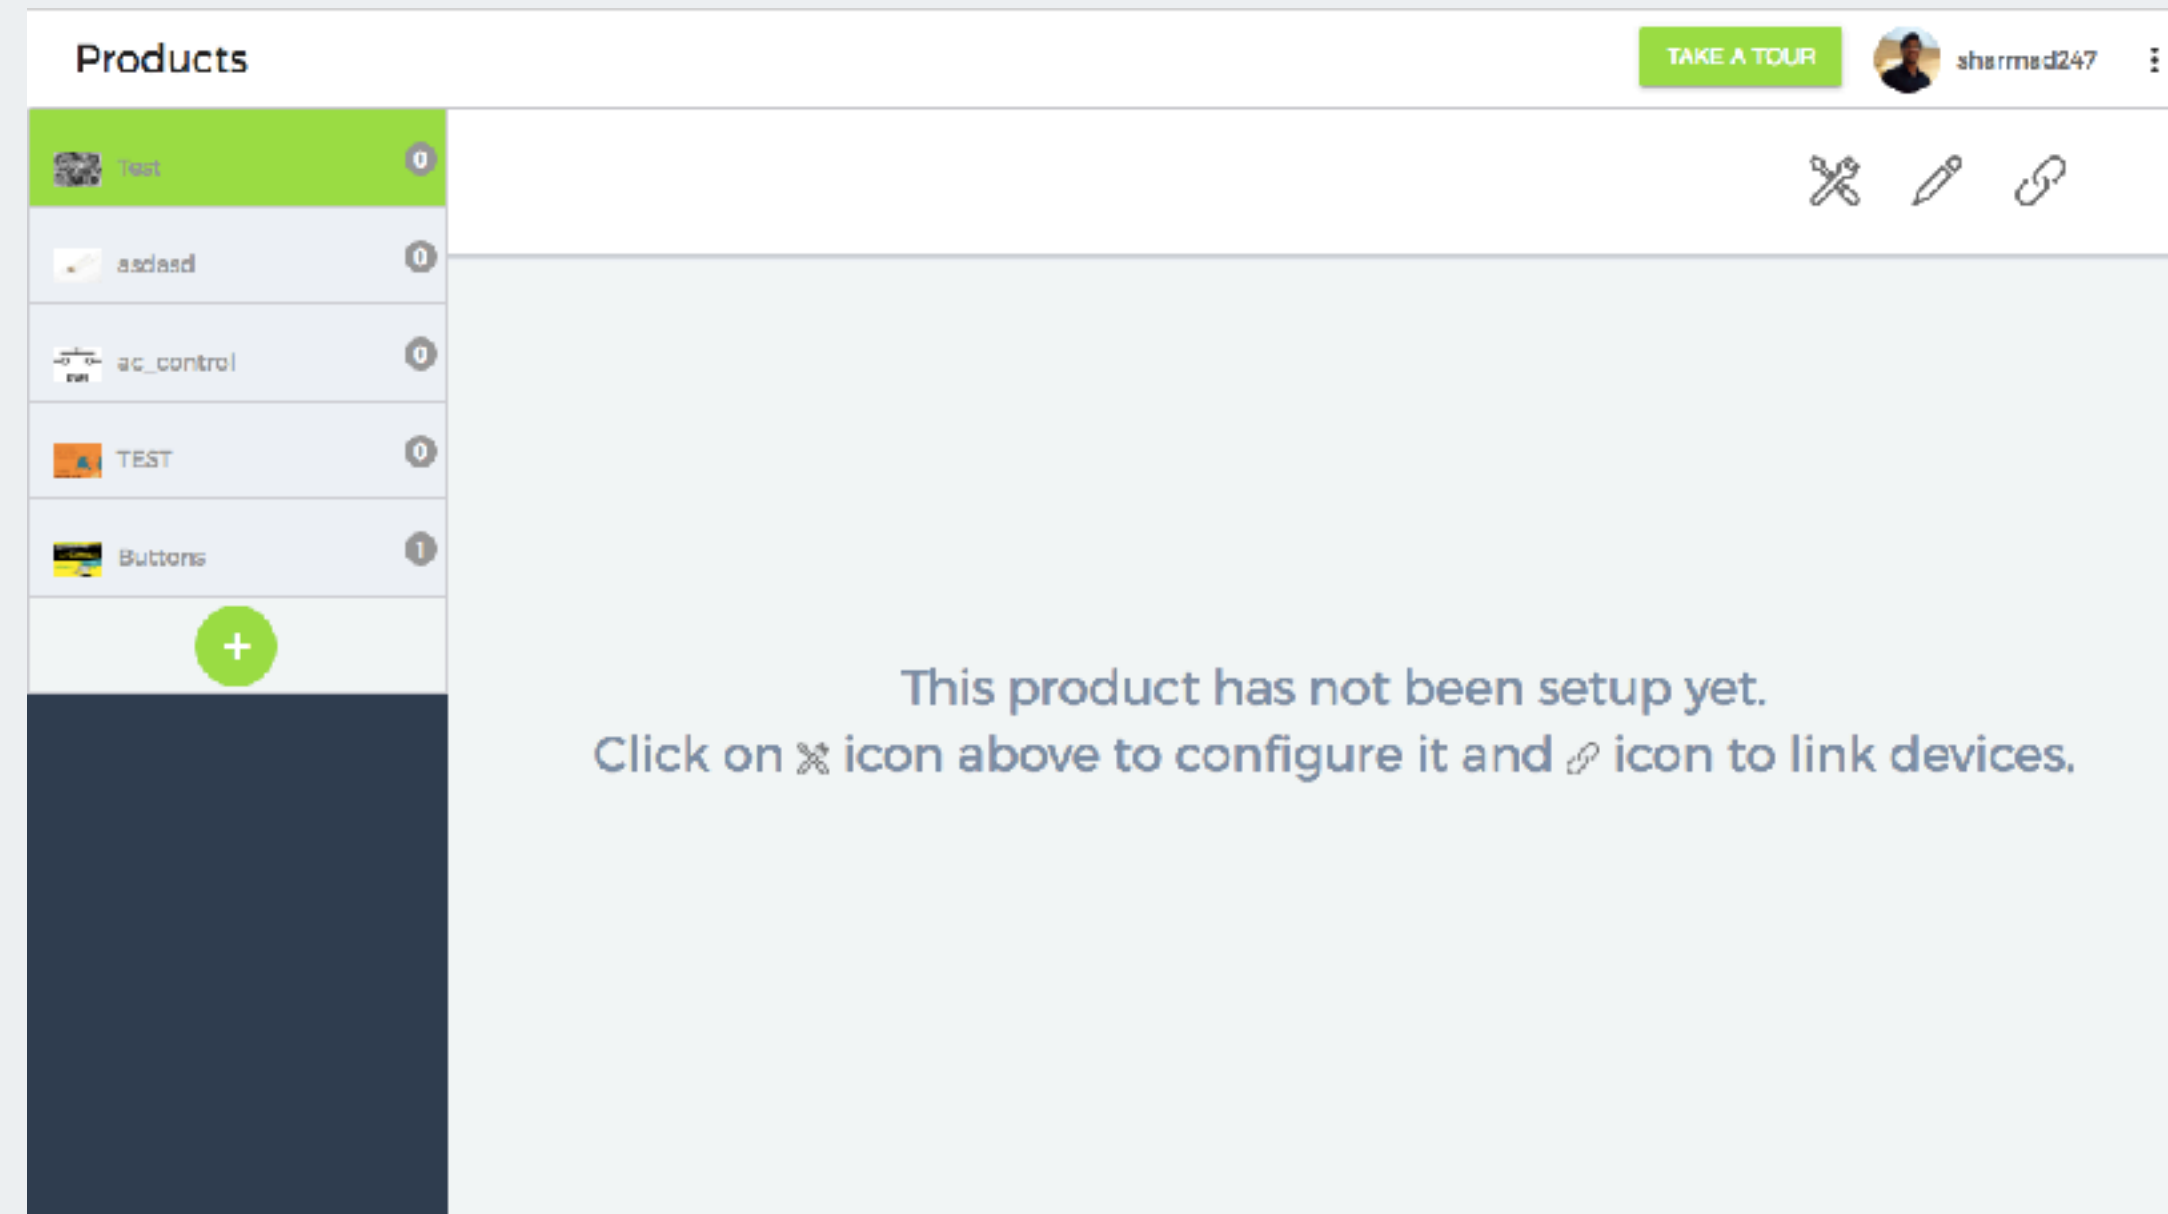 Products
TAKE A TOUR
sharmad247
Test
0
asdasd
0
ac_control
0
TEST
0
Buttons
1
+
This product has not been setup yet.
Click on icon above to configure it and icon to link devices.